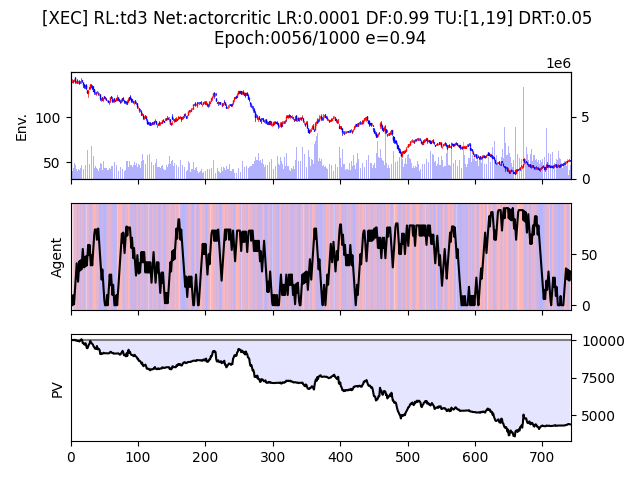 [XEC] RL:td3 Net:actorcritic LR:0.0001 DF:0.99 TU:[1,19] DRT:0.05
Epoch:0056/1000 e=0.94
1e6
Env.
100
50
5
0
Agent
50
0
PV
10000
7500
5000
0 100 200 300 400 500 600 700